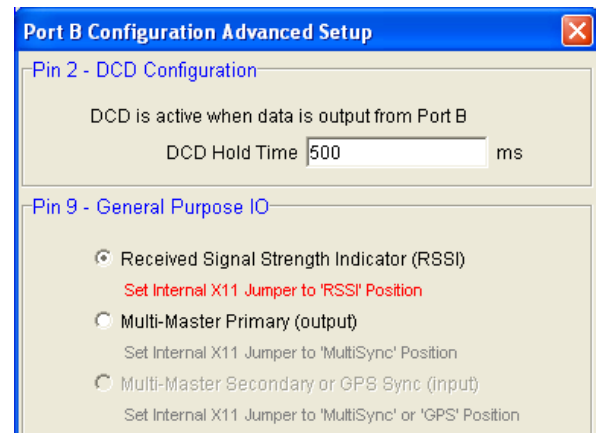 Port B Configuration Advanced Setup
Pin 2 - DCD Configuration
DCD is active when data is output from Port B
DCD Hold Time 500 ms
Pin 9 - General Purpose IO
Received Signal Strength Indicator (RSSI)
Set Internal X11 Jumper to 'RSSI' Position
Multi-Master Primary (output)
Set Internal X11 Jumper to 'MultiSync' Position
Multi-Master Secondary or GPS Sync (input)
Set Internal X11 Jumper to 'MultiSync' or 'GPS' Position